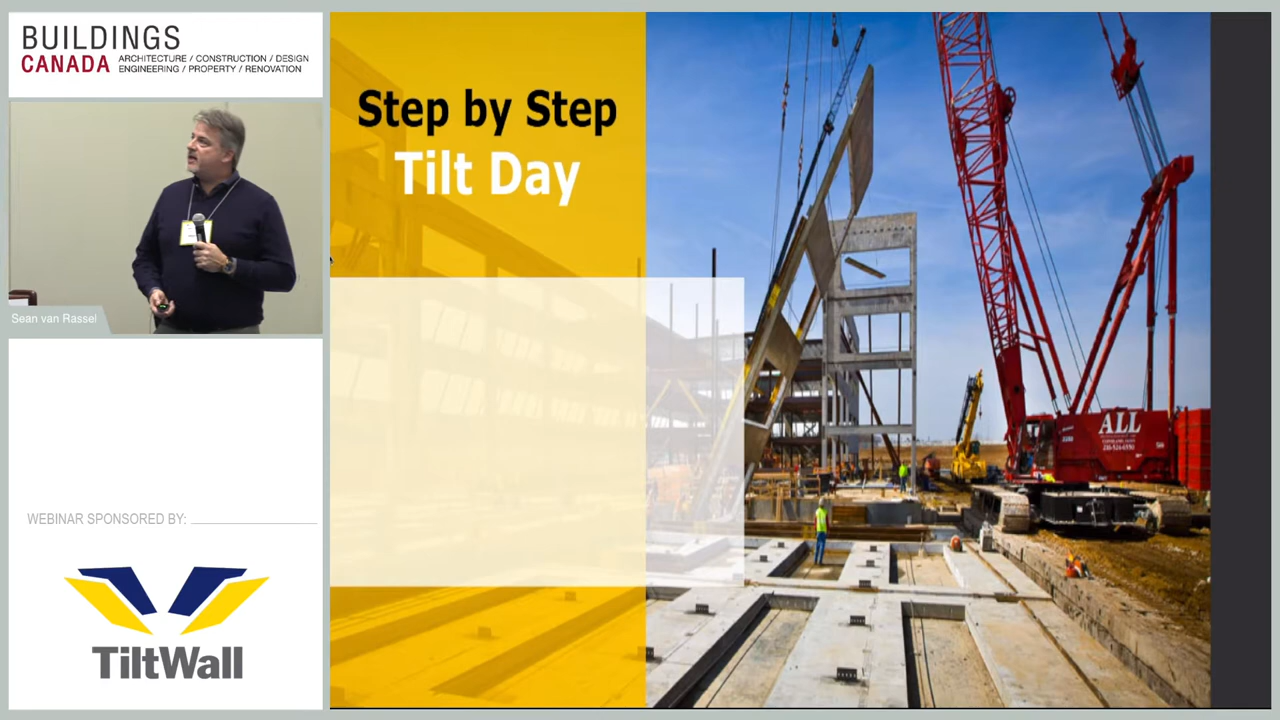 BUILDINGS
CANADA
ARCHITECTURE / CONSTRUCTION / DESIGN
ENGINEERING / PROPERTY / RENOVATION
Sean van Rassel
WEBINAR SPONSORED BY:
TiltWall
Step by Step
Tilt Day
ALL